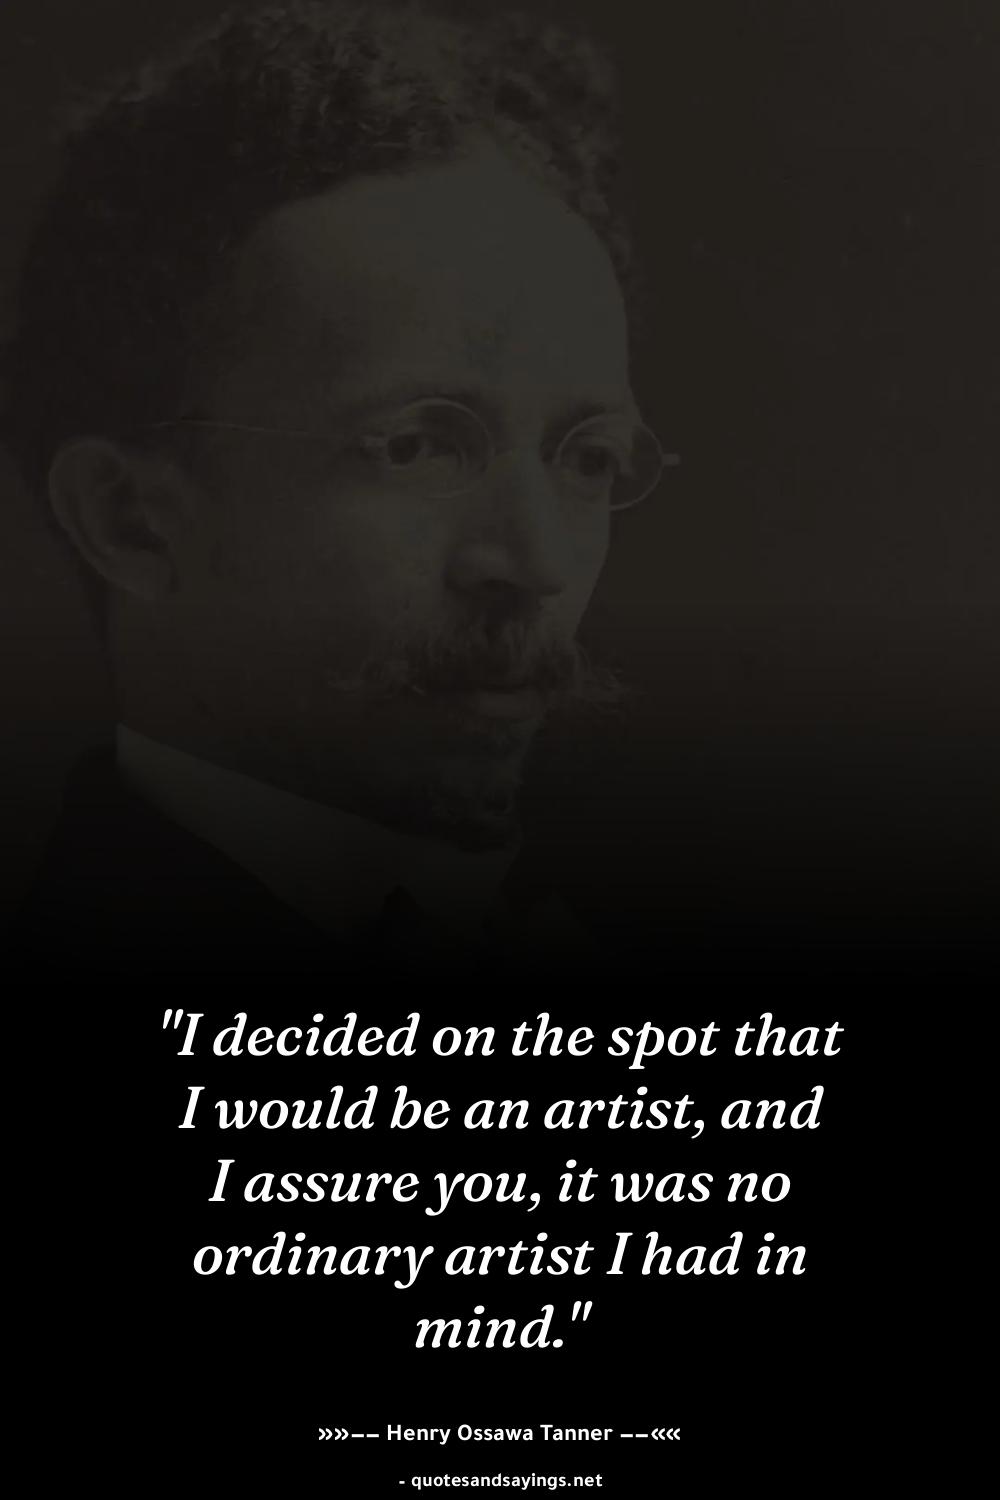 "I decided on the spot that
I would be an artist, and
I assure you, it was no
ordinary artist I had in
mind."
»»−− Henry Ossawa Tanner −−««
- quotesandsayings.net